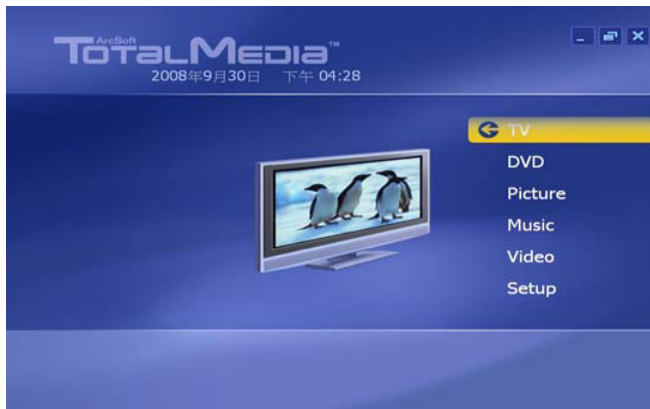 ArcSoft
TOTALMEDIA™
2008年9月30日 下午 04:28
TV
DVD
Picture
Music
Video
Setup